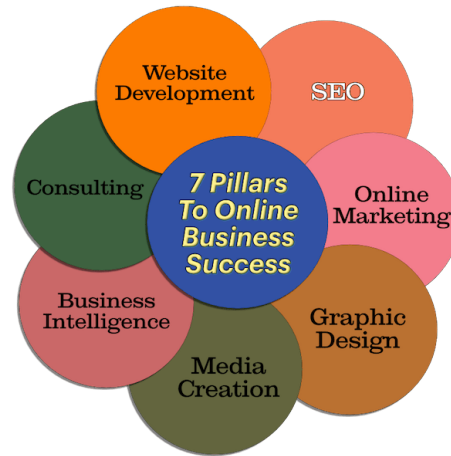 7 Pillars
To Online
Business
Success
Website
Development
SEO
Online
Marketing
Graphic
Design
Media
Creation
Business
Intelligence
Consulting